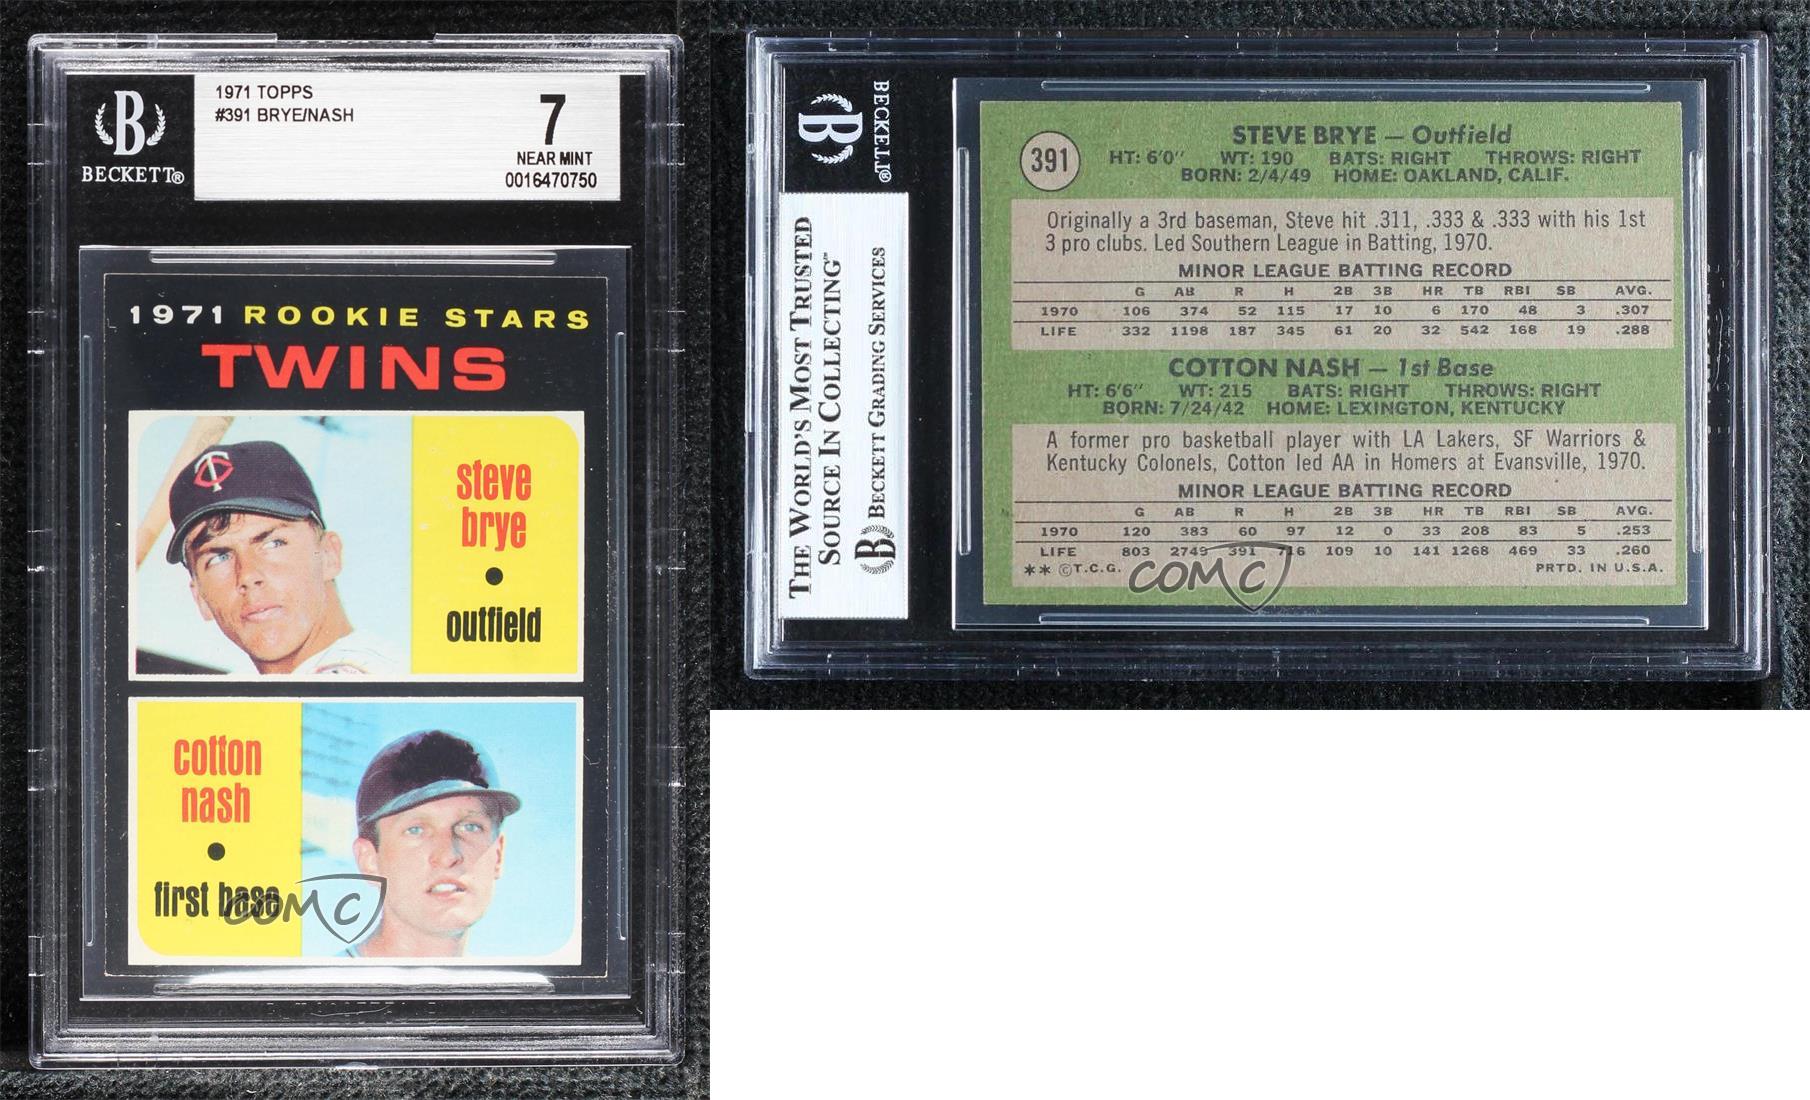 B
BECKETT®
1971 TOPPS
#391 BRYE/NASH
7
NEAR MINT
0016470750
1971 ROOKIE STARS
TWINS
TC
steve
brye
outfield
cotton
nash
first base
COMC
B
BECKETT®
THE WORLD'S MOST TRUSTED
SOURCE IN COLLECTING™
B BECKETT GRADING SERVICES
391
STEVE BRYE — Outfield
HT: 6'0" WT: 190 BATS: RIGHT THROWS: RIGHT
BORN: 2/4/49 HOME: OAKLAND, CALIF.
Originally a 3rd baseman, Steve hit .311, .333 & .333 with his 1st
3 pro clubs. Led Southern League in Batting, 1970.
MINOR LEAGUE BATTING RECORD
G AB R H 2B 3B HR TB RBI SB AVG.
1970 106 374 52 115 17 10 6 170 48 3 .307
LIFE 332 1198 187 345 61 20 32 542 168 19 .288
COTTON NASH — 1st Base
HT: 6'6" WT: 215 BATS: RIGHT THROWS: RIGHT
BORN: 7/24/42 HOME: LEXINGTON, KENTUCKY
A former pro basketball player with LA Lakers, SF Warriors &
Kentucky Colonels, Cotton led AA in Homers at Evansville, 1970.
MINOR LEAGUE BATTING RECORD
G AB R H 2B 3B HR TB RBI SB AVG.
1970 120 383 60 97 12 0 33 208 83 5 .253
LIFE 803 2749 391 716 109 10 141 1268 469 33 .260
** ©T.C.G. PRTD. IN U.S.A.
COMC